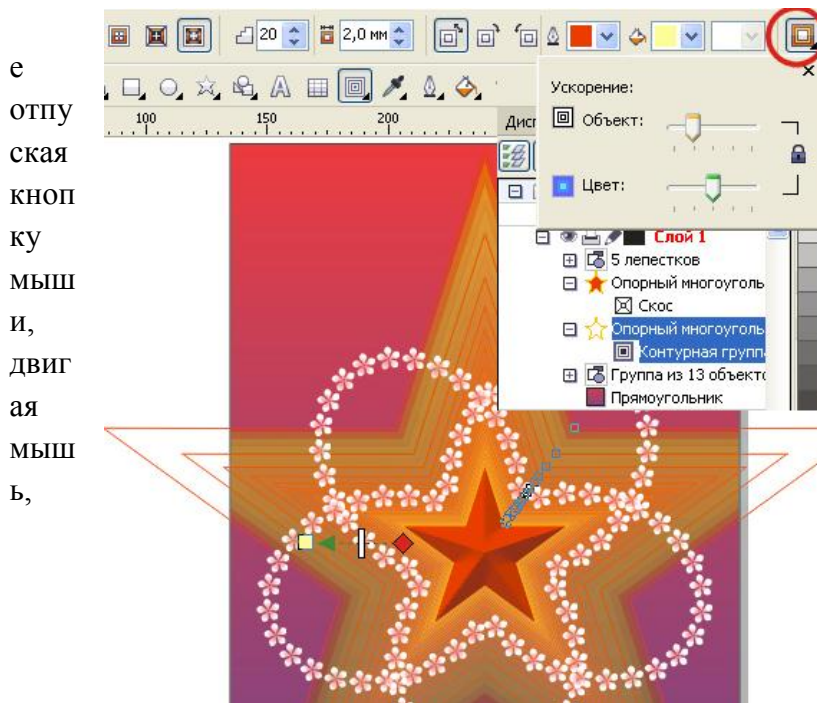 е
отпу
ская
кноп
ку
мыш
и,
двиг
ая
мыш
ь,
20
2,0 мм
100
150
200
Дисп
Ускорение:
Объект:
Цвет:
Слой 1
5 лепестков
Опорный многоуголь
Скос
Опорный многоуголь
Контурная группа
Группа из 13 объекто
Прямоугольник